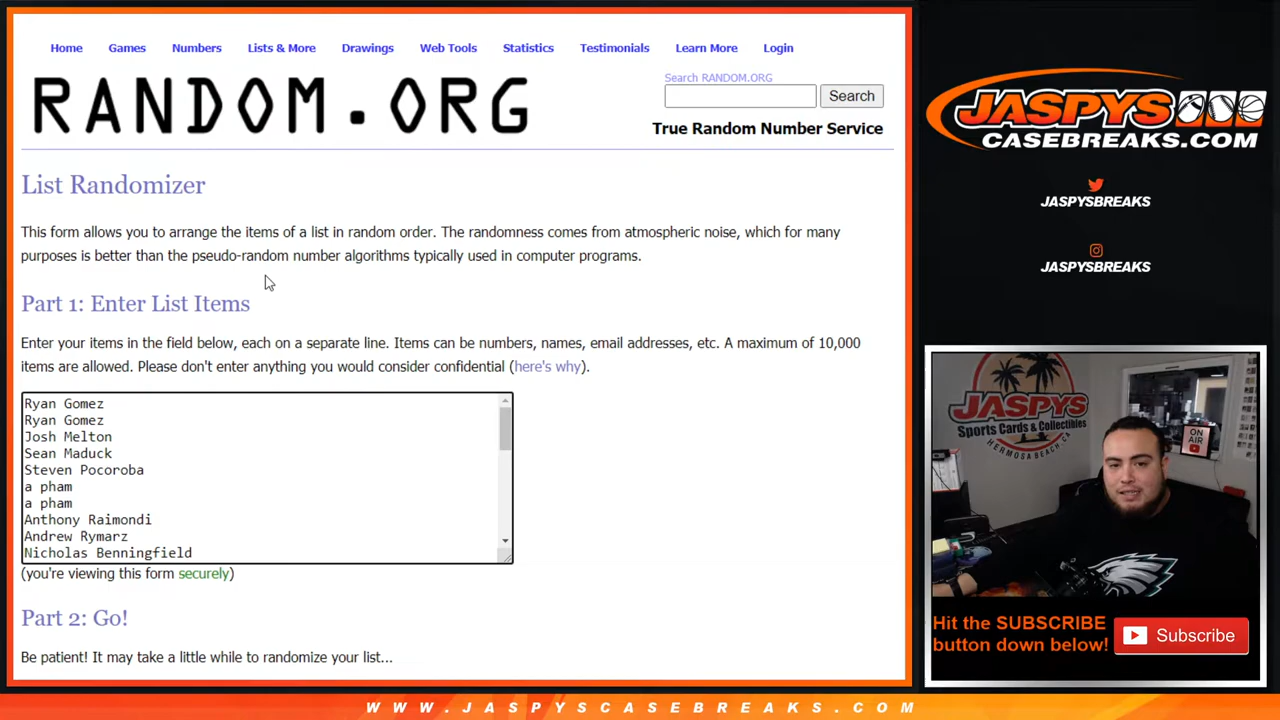 Home Games Numbers Lists & More Drawings Web Tools Statistics Testimonials Learn More Login
RANDOM.ORG
Search RANDOM.ORG
Search
True Random Number Service
List Randomizer
This form allows you to arrange the items of a list in random order. The randomness comes from atmospheric noise, which for many
purposes is better than the pseudo-random number algorithms typically used in computer programs.
Part 1: Enter List Items
Enter your items in the field below, each on a separate line. Items can be numbers, names, email addresses, etc. A maximum of 10,000
items are allowed. Please don't enter anything you would consider confidential (here's why).
Ryan Gomez
Ryan Gomez
Josh Melton
Sean Maduck
Steven Pocoroba
a pham
a pham
Anthony Raimondi
Andrew Rymarz
Nicholas Benningfield
(you're viewing this form securely)
Part 2: Go!
Be patient! It may take a little while to randomize your list...
JASPYS
CASEBREAKS.COM
JASPYSBREAKS
JASPYSBREAKS
JASPYS
Sports Cards & Collectibles
HERMOSA BEACH, CA
ON
AIR
Hit the SUBSCRIBE
button down below!
Subscribe
WWW.JASPYSCASEBREAKS.COM